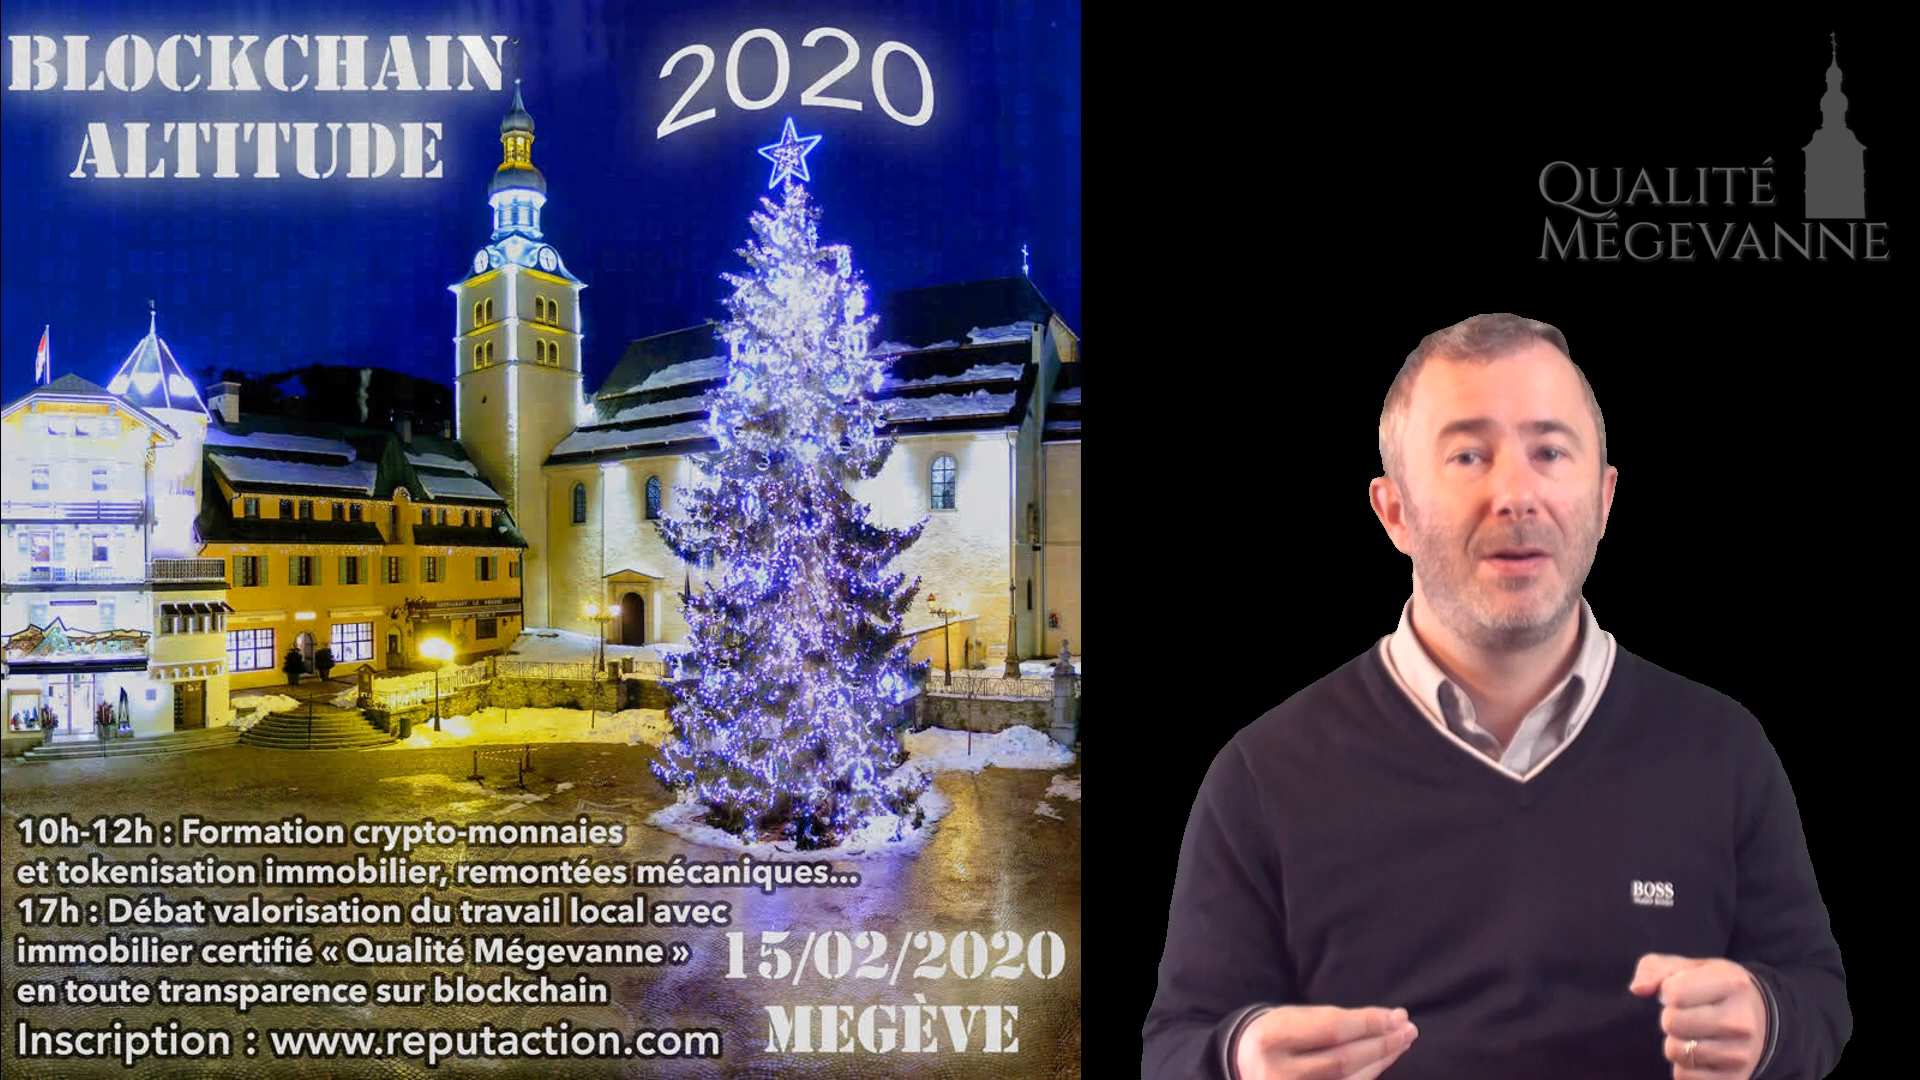 BLOCKCHAIN
ALTITUDE
2020
10h-12h : Formation crypto-monnaies
et tokenisation immobilier, remontées mécaniques...
17h : Débat valorisation du travail local avec
immobilier certifié « Qualité Mégevanne »
en toute transparence sur blockchain
Inscription : www.reputaction.com
15/02/2020
MEGÈVE
QUALITÉ
MÉGEVANNE
BOSS
HUGO BOSS